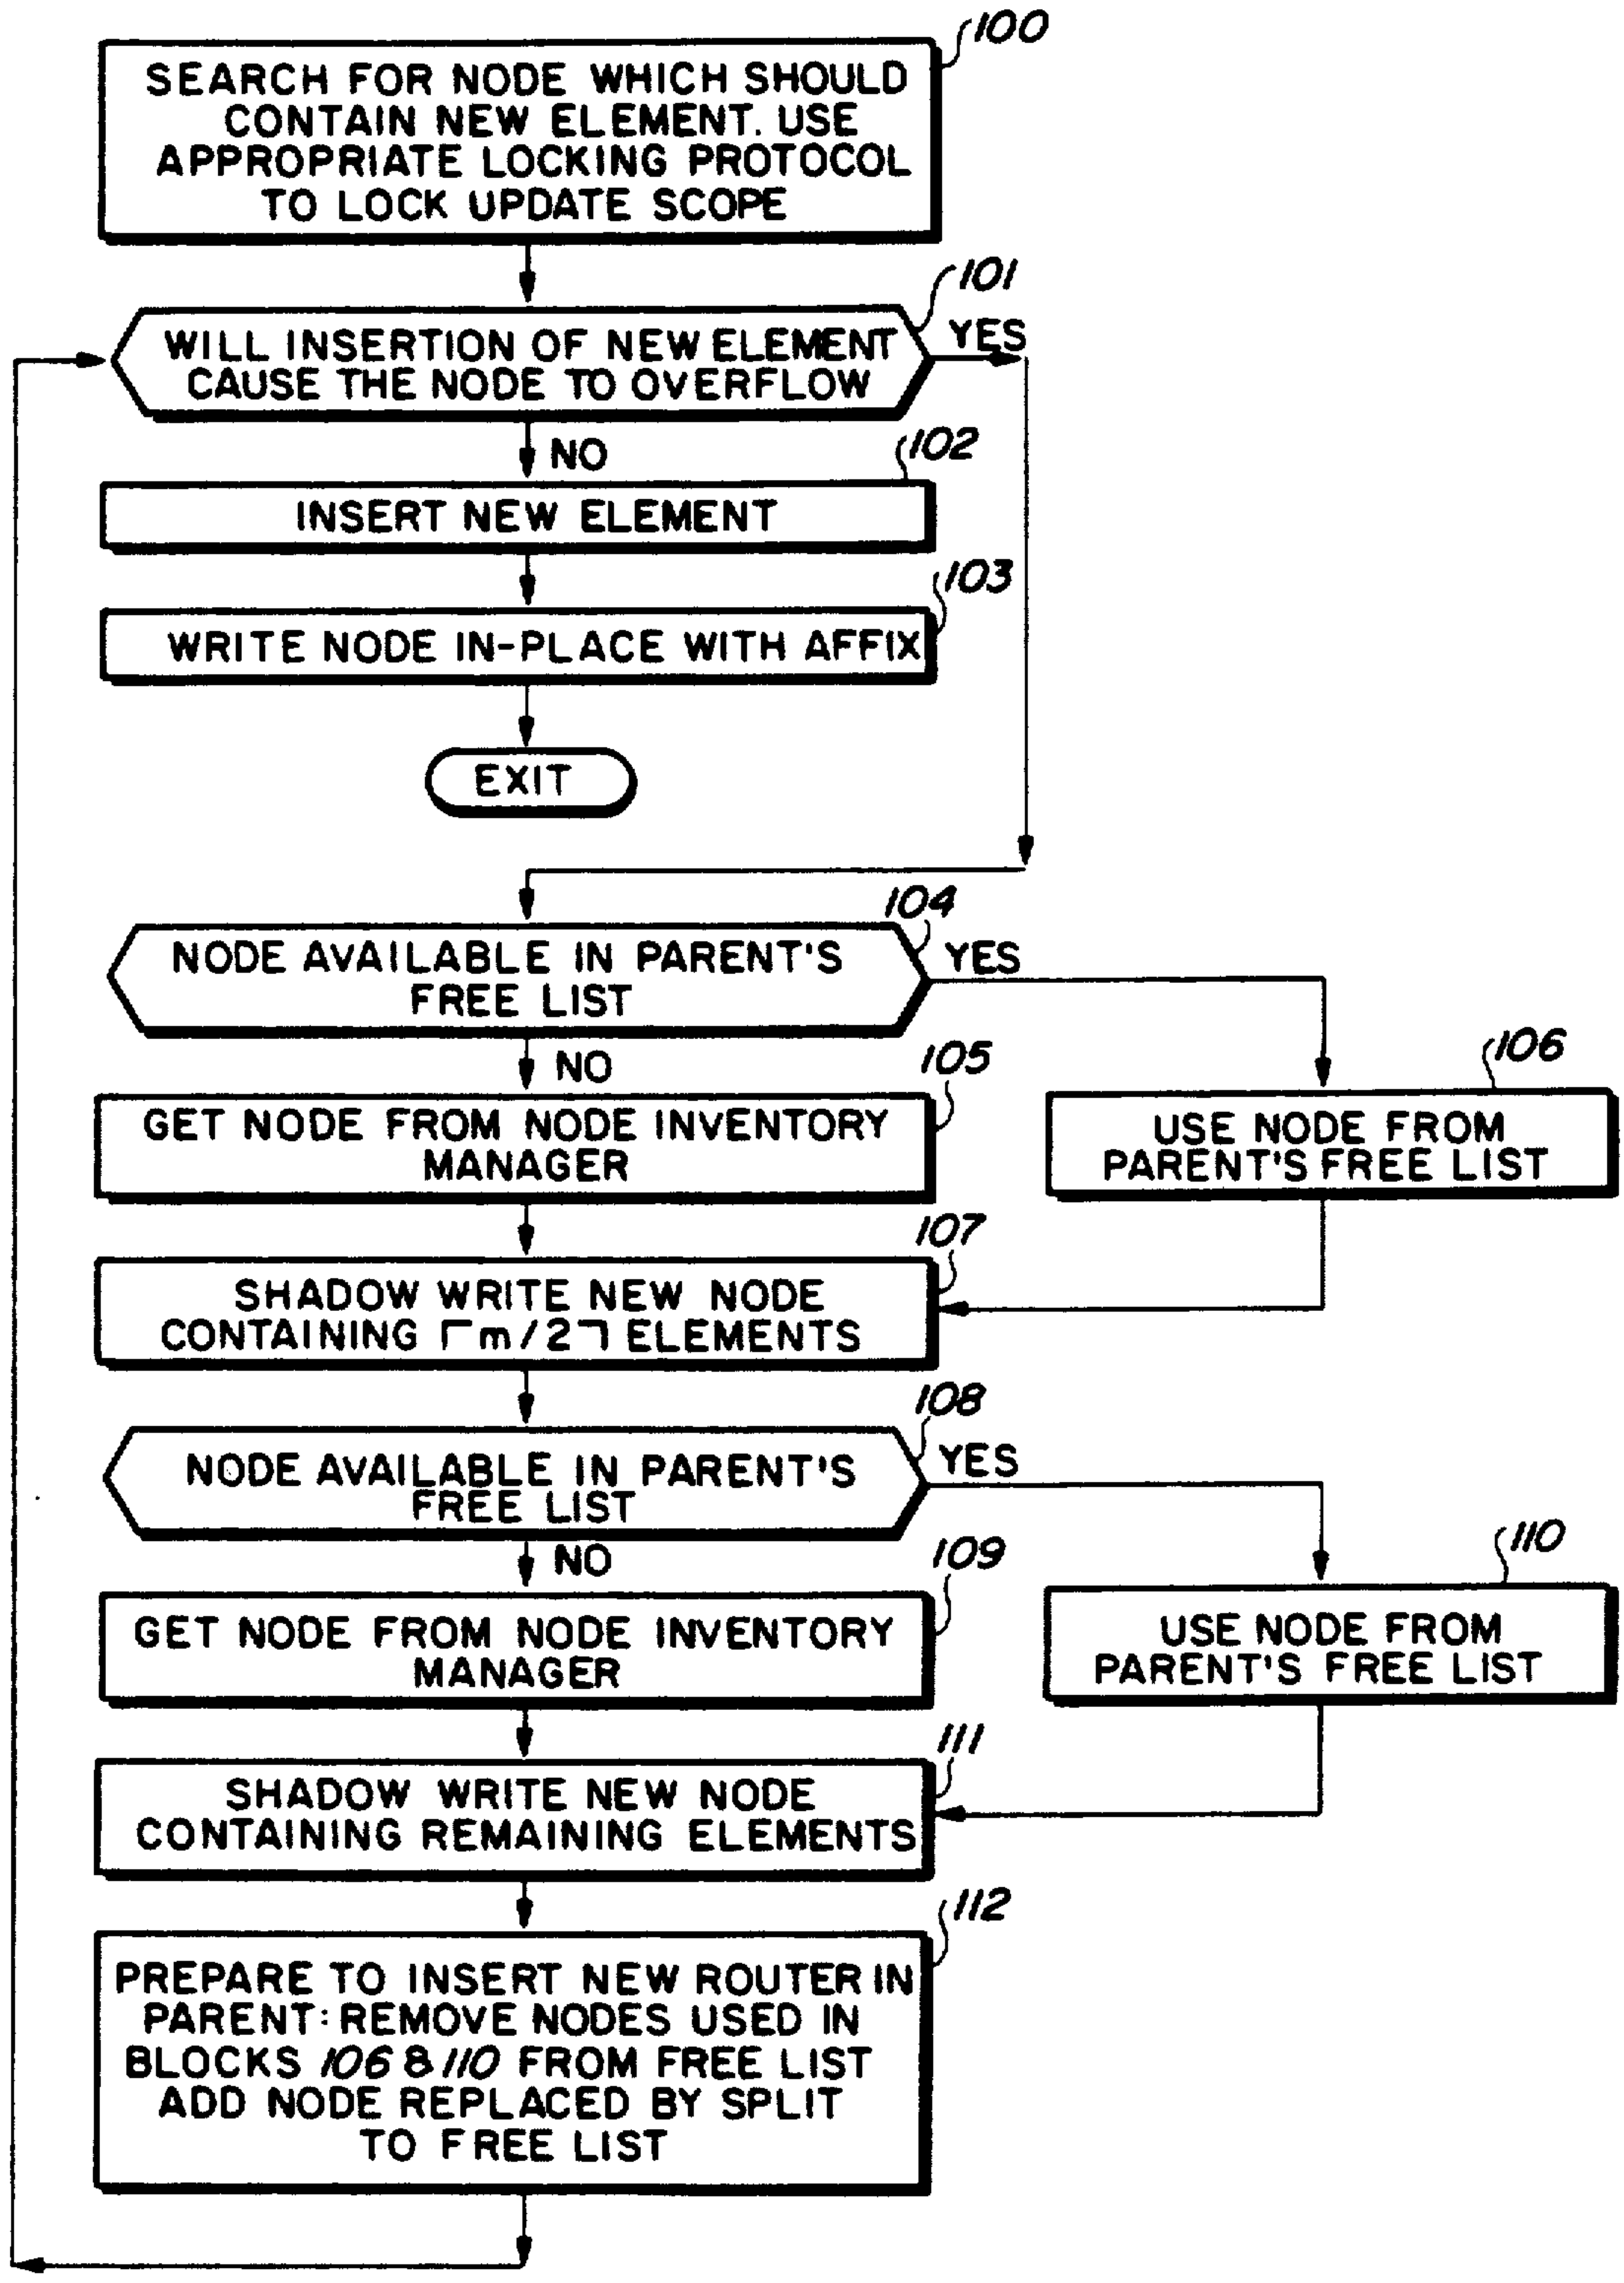 100
SEARCH FOR NODE WHICH SHOULD
CONTAIN NEW ELEMENT. USE
APPROPRIATE LOCKING PROTOCOL
TO LOCK UPDATE SCOPE
101
WILL INSERTION OF NEW ELEMENT
CAUSE THE NODE TO OVERFLOW
YES
NO
102
INSERT NEW ELEMENT
103
WRITE NODE IN-PLACE WITH AFFIX
EXIT
104
NODE AVAILABLE IN PARENT'S
FREE LIST
YES
NO
105
GET NODE FROM NODE INVENTORY
MANAGER
106
USE NODE FROM
PARENT'S FREE LIST
107
SHADOW WRITE NEW NODE
CONTAINING ⌈m/2⌉ ELEMENTS
108
NODE AVAILABLE IN PARENT'S
FREE LIST
YES
NO
109
GET NODE FROM NODE INVENTORY
MANAGER
110
USE NODE FROM
PARENT'S FREE LIST
111
SHADOW WRITE NEW NODE
CONTAINING REMAINING ELEMENTS
112
PREPARE TO INSERT NEW ROUTER IN
PARENT: REMOVE NODES USED IN
BLOCKS 106 & 110 FROM FREE LIST
ADD NODE REPLACED BY SPLIT
TO FREE LIST